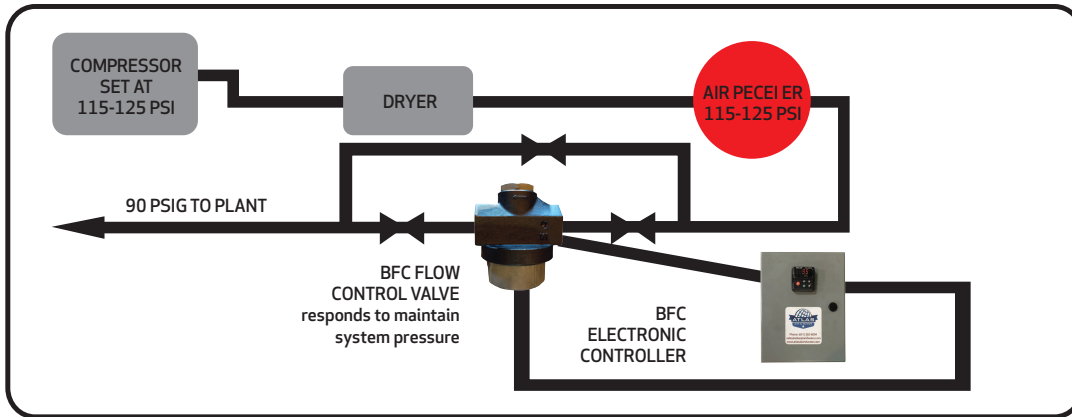 COMPRESSOR
SET AT
115-125 PSI
DRYER
AIR PECEI ER
115-125 PSI
90 PSIG TO PLANT
BFC FLOW
CONTROL VALVE
responds to maintain
system pressure
BFC
ELECTRONIC
CONTROLLER
ATLAS